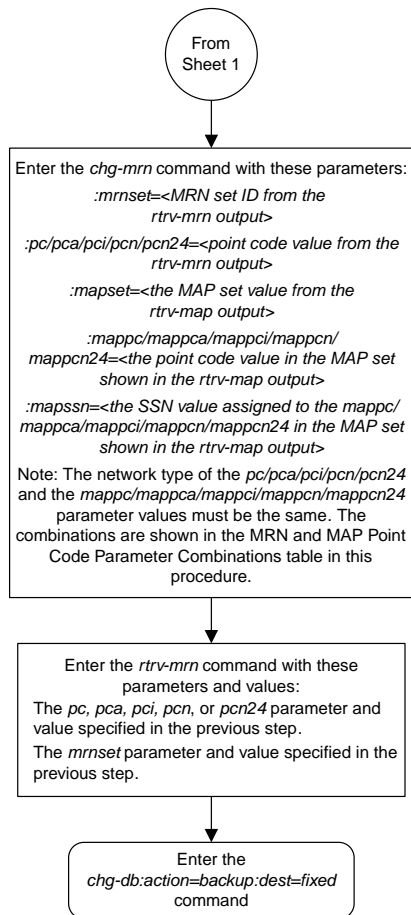 From
Sheet 1
Enter the chg-mrn command with these parameters:
:mrnset=<MRN set ID from the
rtrv-mrn output>
:pc/pca/pci/pcn/pcn24=<point code value from the
rtrv-mrn output>
:mapset=<the MAP set value from the
rtrv-map output>
:mappc/mappca/mappci/mappcn/
mappcn24=<the point code value in the MAP set
shown in the rtrv-map output>
:mapssn=<the SSN value assigned to the mappc/
mappca/mappci/mappcn/mappcn24 in the MAP set
shown in the rtrv-map output>
Note: The network type of the pc/pca/pci/pcn/pcn24
and the mappc/mappca/mappci/mappcn/mappcn24
parameter values must be the same. The
combinations are shown in the MRN and MAP Point
Code Parameter Combinations table in this
procedure.
Enter the rtrv-mrn command with these
parameters and values:
The pc, pca, pci, pcn, or pcn24 parameter and
value specified in the previous step.
The mrnset parameter and value specified in the
previous step.
Enter the
chg-db:action=backup:dest=fixed
command